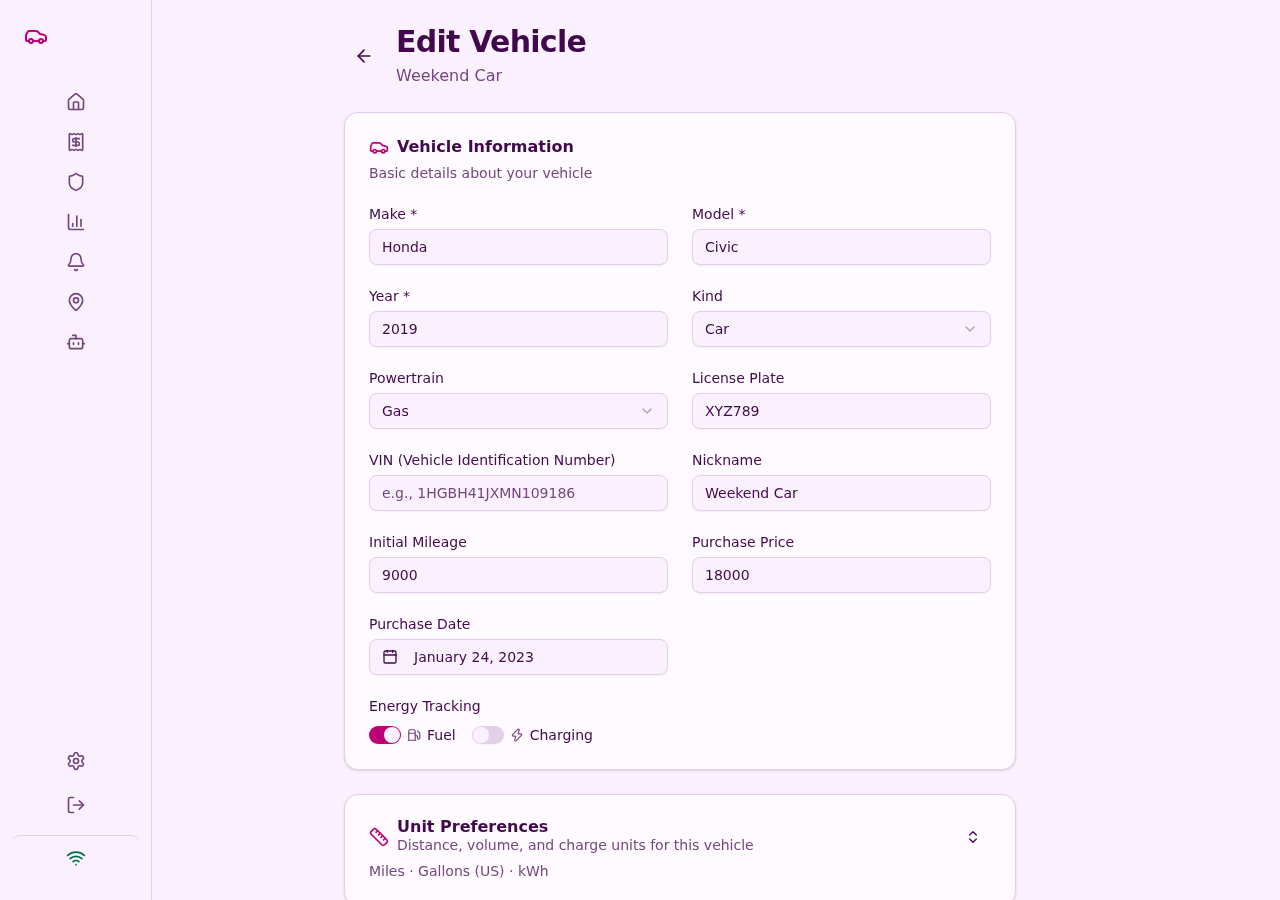 Edit Vehicle
Weekend Car
Vehicle Information
Basic details about your vehicle
Make *
Model *
Honda
Civic
Year *
Kind
2019
Car
Powertrain
License Plate
Gas
XYZ789
VIN (Vehicle Identification Number)
Nickname
e.g., 1HGBH41JXMN109186
Weekend Car
Initial Mileage
Purchase Price
9000
18000
Purchase Date
January 24, 2023
Energy Tracking
Fuel
Charging
Unit Preferences
Distance, volume, and charge units for this vehicle
Miles · Gallons (US) · kWh